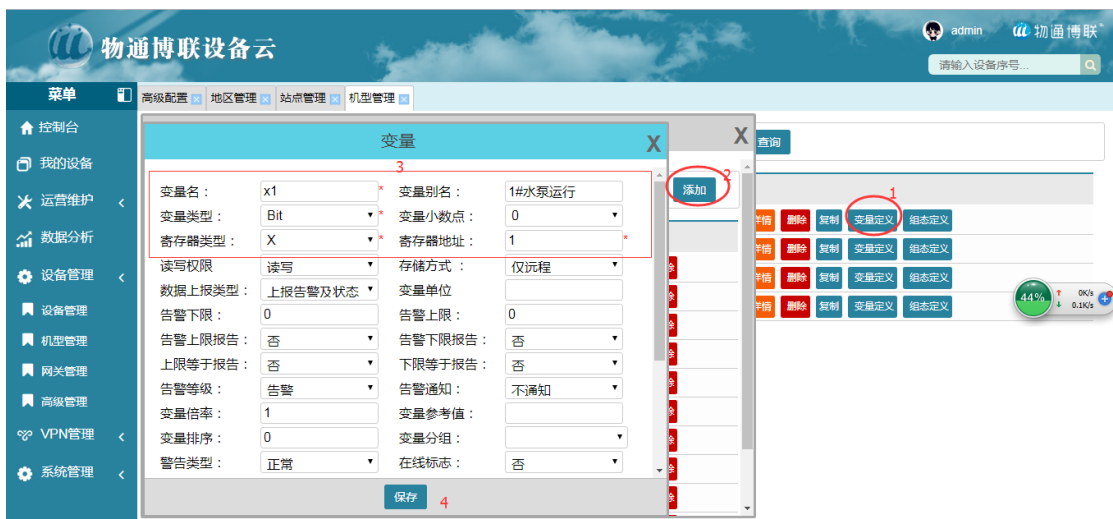 物通博联设备云
admin
物通博联
请输入设备序号...
菜单
高级配置 地区管理 站点管理 机型管理
控制台
我的设备
运营维护
数据分析
设备管理
设备管理
机型管理
网关管理
高级管理
VPN管理
系统管理
变量 X
X
查询
3
2
添加
1
变量名： x1 * 变量别名： 1#水泵运行
变量类型： Bit * 变量小数点： 0
寄存器类型： X * 寄存器地址： 1 *
读写权限 读写 存储方式 ： 仅远程
数据上报类型： 上报告警及状态 变量单位
告警下限： 0 告警上限： 0
告警上限报告： 否 告警下限报告： 否
上限等于报告： 否 下限等于报告： 否
告警等级： 告警 告警通知： 不通知
变量倍率： 1 变量参考值：
变量排序： 0 变量分组：
警告类型： 正常 在线标志： 否
保存 4
详情 删除 复制 变量定义 组态定义
详情 删除 复制 变量定义 组态定义
详情 删除 复制 变量定义 组态定义
详情 删除 复制 变量定义 组态定义
44% 0K/s
0.1K/s